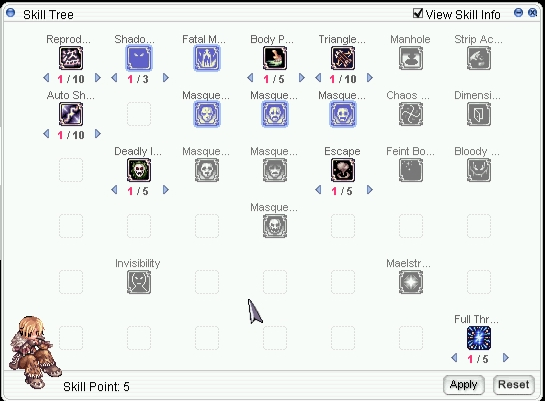 Skill Tree
View Skill Info
Reprod... Shado... Fatal M... Body P... Triangle... Manhole Strip Ac...
1 / 10 1 / 3 1 / 5 1 / 10
Auto Sh... Masque... Masque... Masque... Chaos ... Dimensi...
1 / 10
Deadly I... Masque... Masque... Escape Feint Bo... Bloody ...
1 / 5 1 / 5
Masque...
Invisibility Maelstr...
Full Thr...
1 / 5
Skill Point: 5
Apply Reset